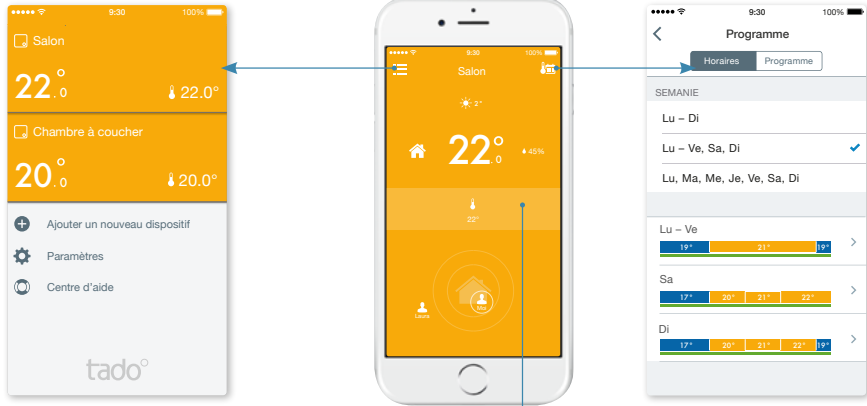 9:30 100%
Salon
22.0° 22.0°
Chambre à coucher
20.0° 20.0°
Ajouter un nouveau dispositif
Paramètres
Centre d'aide
tado°
9:30 100%
Salon
2°
22.0° 45%
22°
Laura Moi
9:30 100%
Programme
Horaires Programme
SEMANIE
Lu – Di
Lu – Ve, Sa, Di
Lu, Ma, Me, Je, Ve, Sa, Di
Lu – Ve
19° 21° 19°
Sa
17° 20° 21° 22°
Di
17° 20° 21° 22° 19°